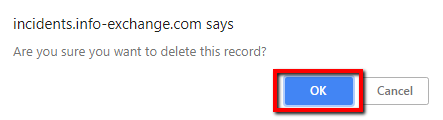 incidents.info-exchange.com says
Are you sure you want to delete this record?
OK Cancel